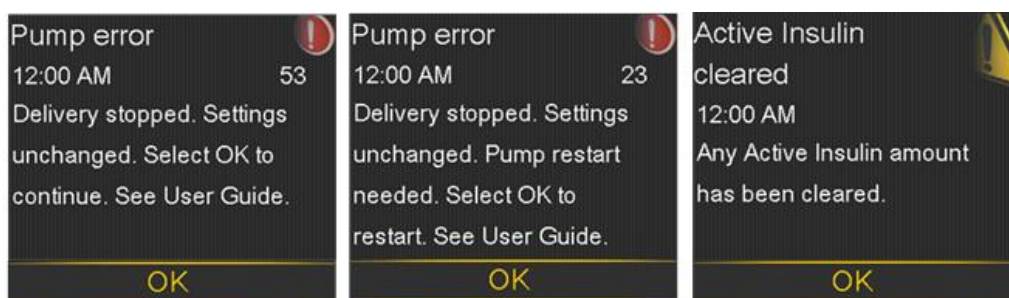 Pump error
12:00 AM 53
Delivery stopped. Settings
unchanged. Select OK to
continue. See User Guide.
OK
Pump error
12:00 AM 23
Delivery stopped. Settings
unchanged. Pump restart
needed. Select OK to
restart. See User Guide.
OK
Active Insulin
cleared
12:00 AM
Any Active Insulin amount
has been cleared.
OK